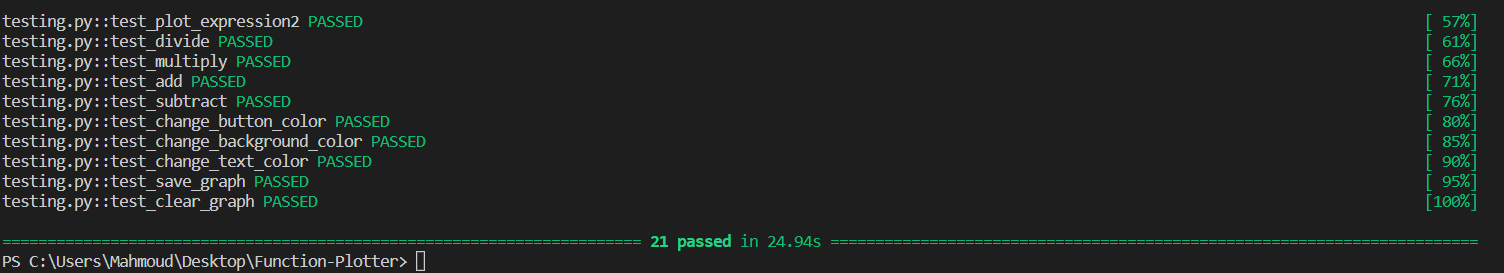 testing.py::test_plot_expression2 PASSED [ 57%]
testing.py::test_divide PASSED [ 61%]
testing.py::test_multiply PASSED [ 66%]
testing.py::test_add PASSED [ 71%]
testing.py::test_subtract PASSED [ 76%]
testing.py::test_change_button_color PASSED [ 80%]
testing.py::test_change_background_color PASSED [ 85%]
testing.py::test_change_text_color PASSED [ 90%]
testing.py::test_save_graph PASSED [ 95%]
testing.py::test_clear_graph PASSED [100%]
======================================================================= 21 passed in 24.94s ========================================================================
PS C:\Users\Mahmoud\Desktop\Function-Plotter>